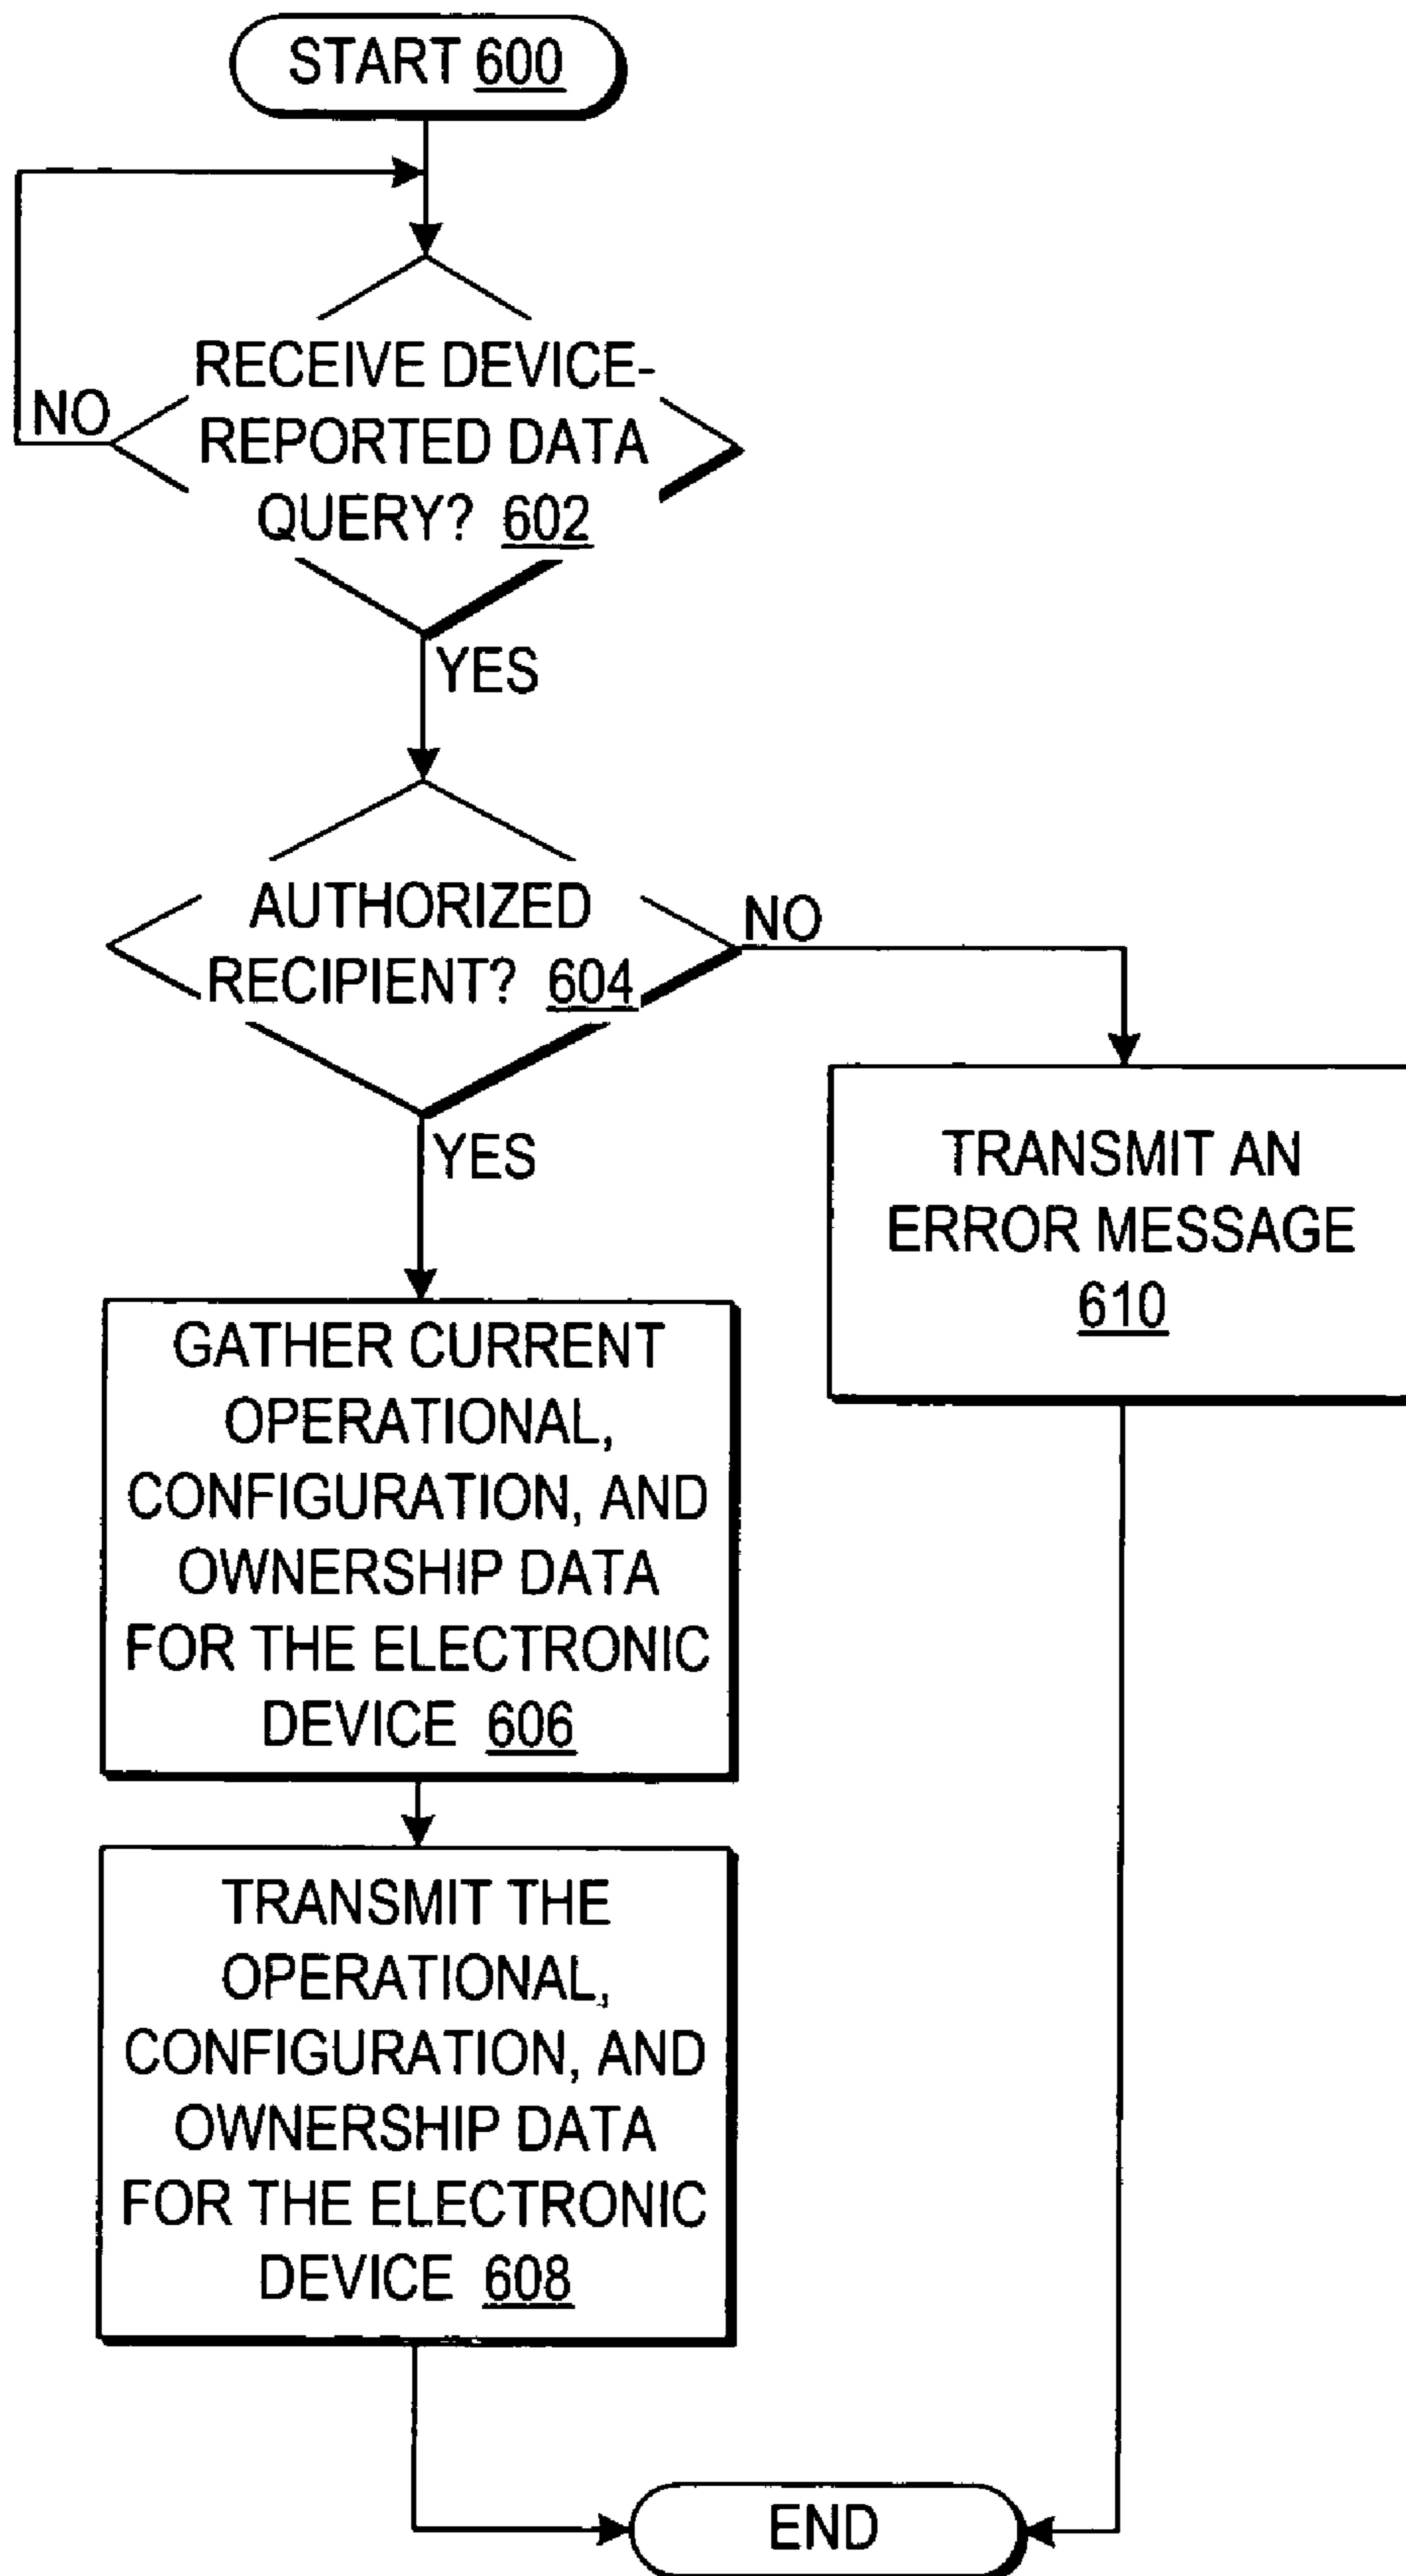 START 600
RECEIVE DEVICE-
REPORTED DATA
QUERY? 602
NO
YES
AUTHORIZED
RECIPIENT? 604
NO
YES
TRANSMIT AN
ERROR MESSAGE
610
GATHER CURRENT
OPERATIONAL,
CONFIGURATION, AND
OWNERSHIP DATA
FOR THE ELECTRONIC
DEVICE 606
TRANSMIT THE
OPERATIONAL,
CONFIGURATION, AND
OWNERSHIP DATA
FOR THE ELECTRONIC
DEVICE 608
END